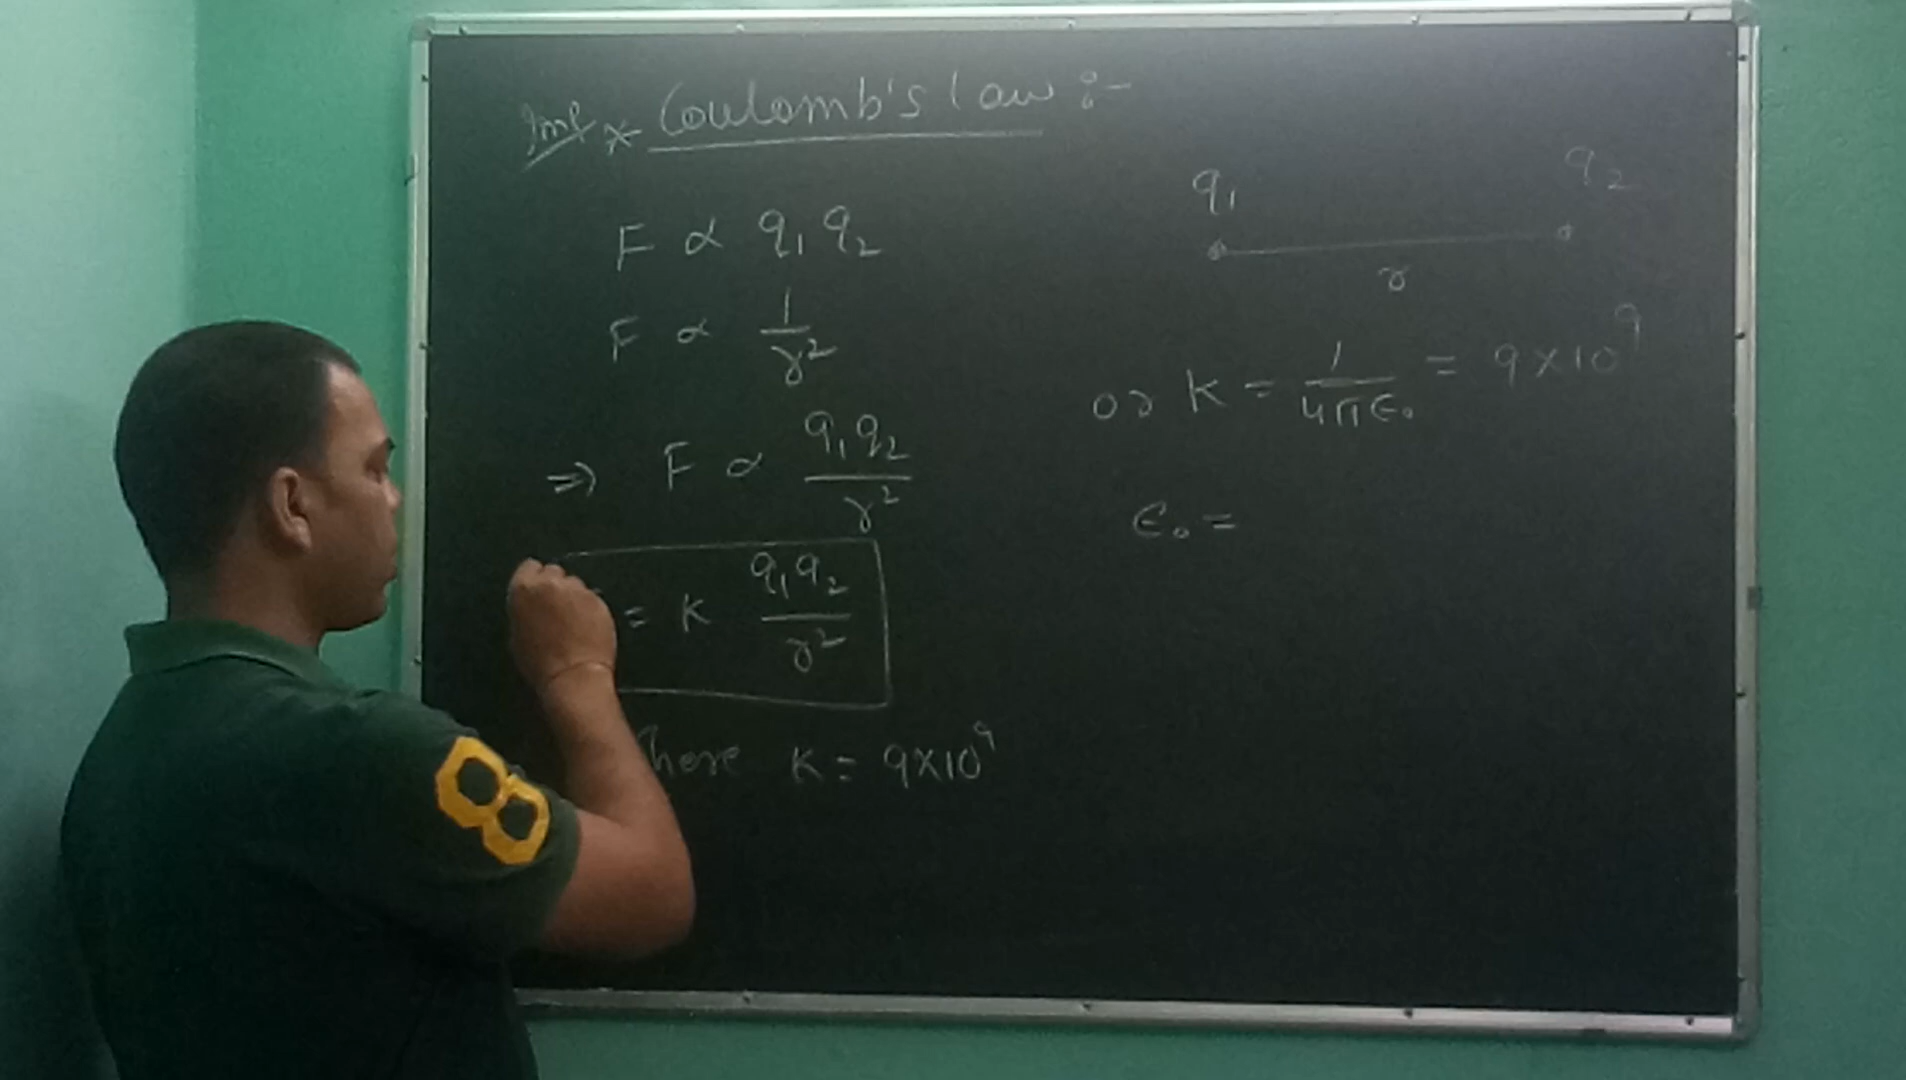 Imp * Coulomb's law :-
F ∝ q₁ q₂
F ∝ 1/r²
⇒ F ∝ q₁q₂/r²
= K q₁q₂/r²
here K = 9×10⁹
q₁ q₂
r
or K = 1/4πε₀ = 9×10⁹
ε₀ =
8